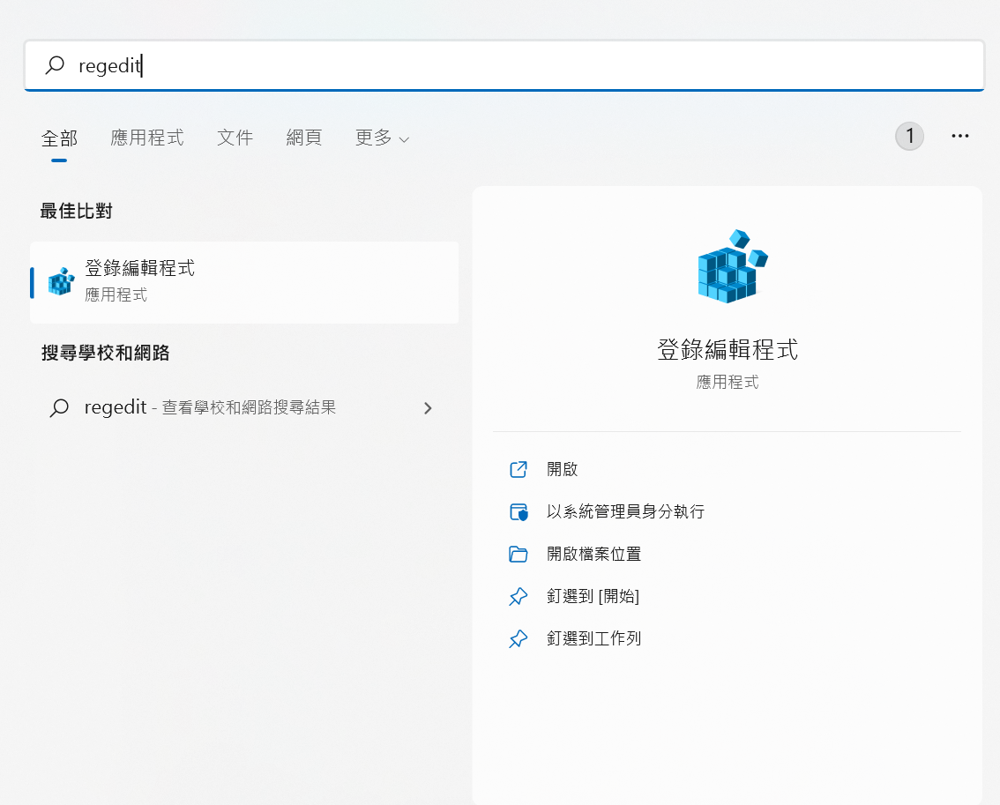 regedit
全部
應用程式
文件
網頁
更多
1
最佳比對
登錄編輯程式
應用程式
搜尋學校和網路
regedit - 查看學校和網路搜尋結果
登錄編輯程式
應用程式
開啟
以系統管理員身分執行
開啟檔案位置
釘選到 [開始]
釘選到工作列